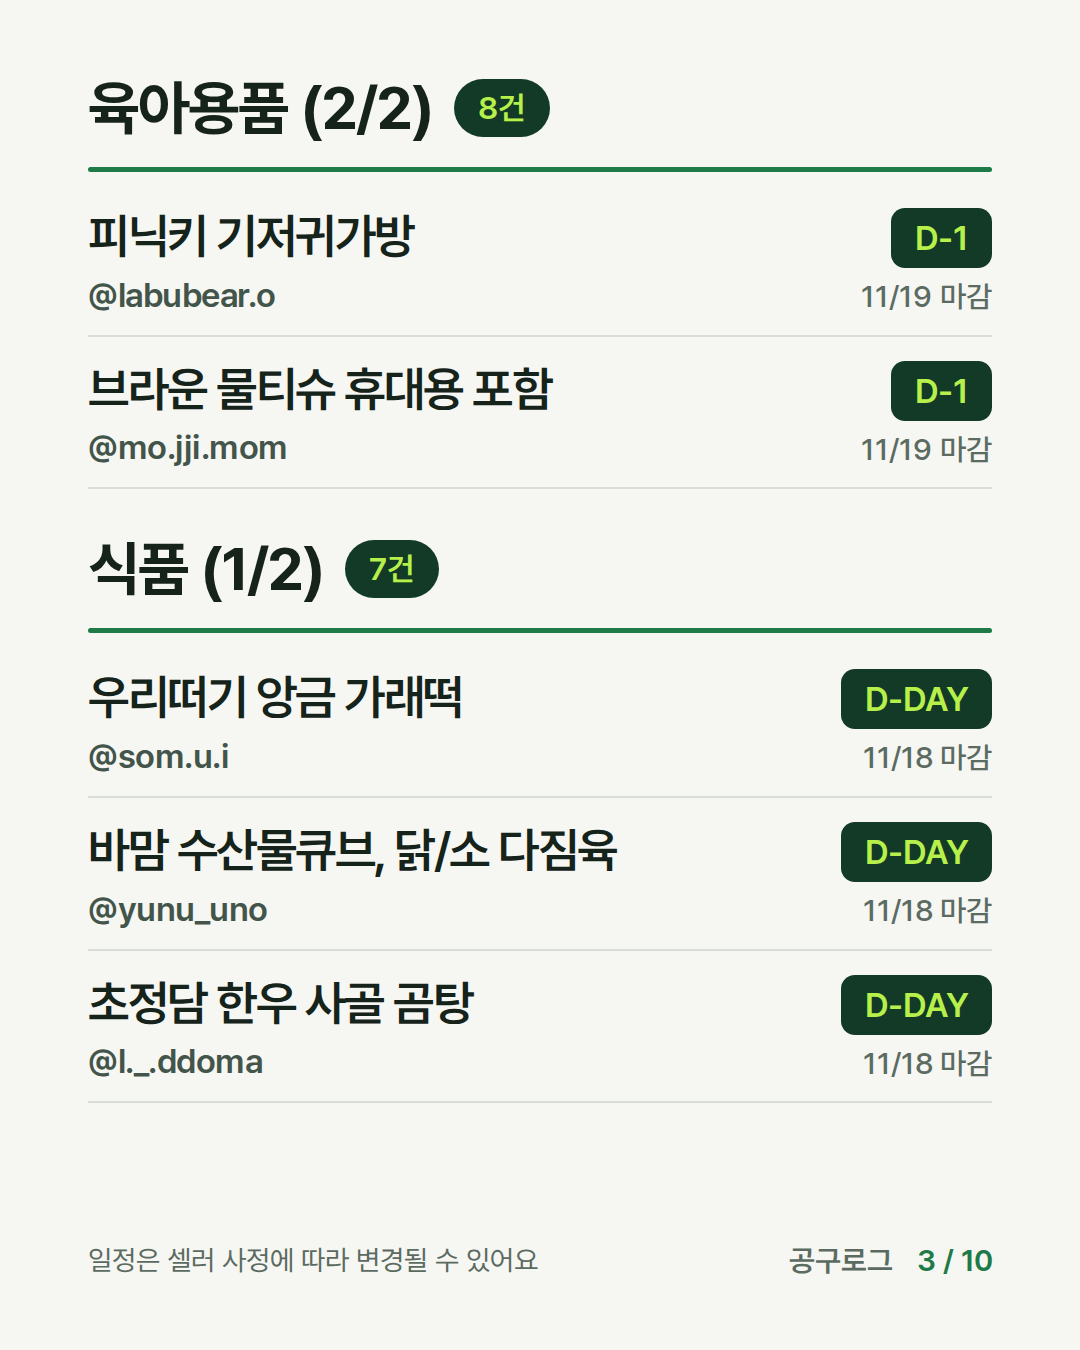 육아용품 (2/2) 8건
피닉키 기저귀가방 D-1
@labubear.o 11/19 마감
브라운 물티슈 휴대용 포함 D-1
@mo.jji.mom 11/19 마감
식품 (1/2) 7건
우리떠기 앙금 가래떡 D-DAY
@som.u.i 11/18 마감
바맘 수산물큐브, 닭/소 다짐육 D-DAY
@yunu_uno 11/18 마감
초정담 한우 사골 곰탕 D-DAY
@l._.ddoma 11/18 마감
일정은 셀러 사정에 따라 변경될 수 있어요 공구로그 3 / 10